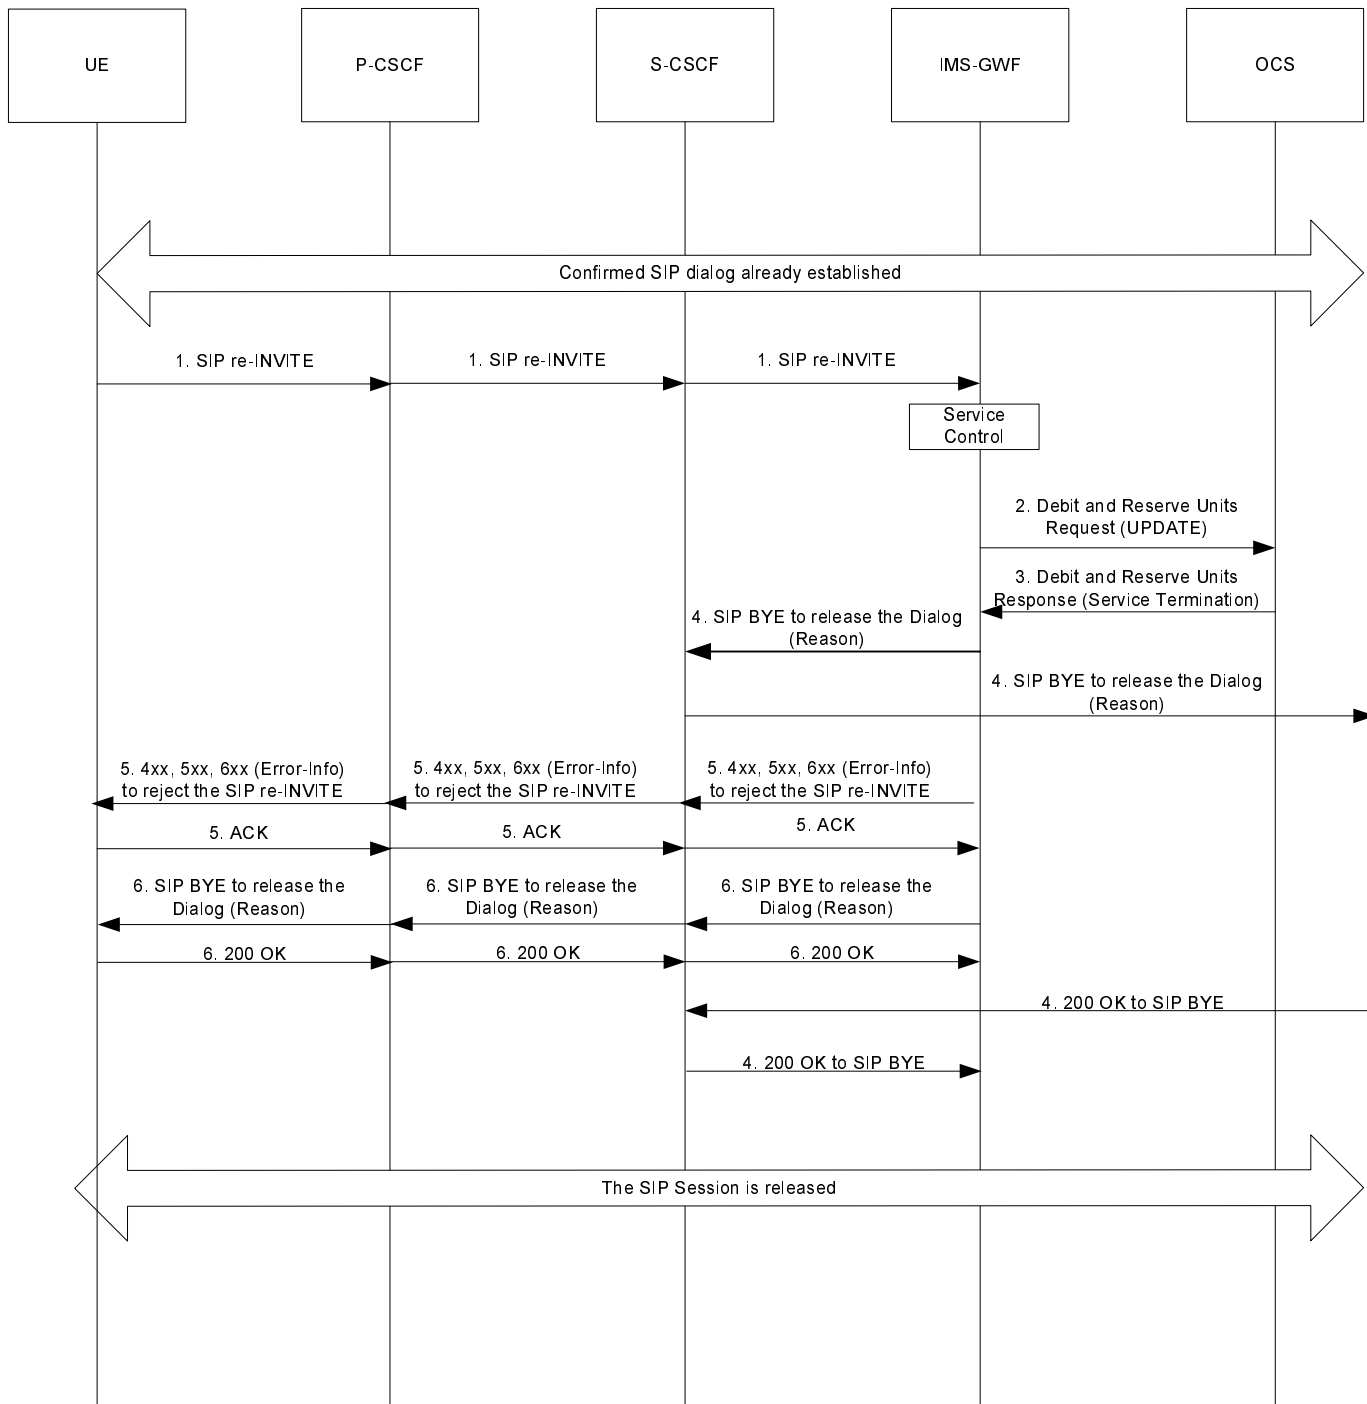 UE
P-CSCF
S-CSCF
IMS-GWF
OCS
Confirmed SIP dialog already established
1. SIP re-INVITE
1. SIP re-INVITE
1. SIP re-INVITE
Service
Control
2. Debit and Reserve Units
Request (UPDATE)
3. Debit and Reserve Units
Response (Service Termination)
4. SIP BYE to release the Dialog
(Reason)
4. SIP BYE to release the Dialog
(Reason)
5. 4xx, 5xx, 6xx (Error-Info)
to reject the SIP re-INVITE
5. 4xx, 5xx, 6xx (Error-Info)
to reject the SIP re-INVITE
5. 4xx, 5xx, 6xx (Error-Info)
to reject the SIP re-INVITE
5. ACK
5. ACK
5. ACK
6. SIP BYE to release the
Dialog (Reason)
6. SIP BYE to release the
Dialog (Reason)
6. SIP BYE to release the
Dialog (Reason)
6. 200 OK
6. 200 OK
6. 200 OK
4. 200 OK to SIP BYE
4. 200 OK to SIP BYE
The SIP Session is released